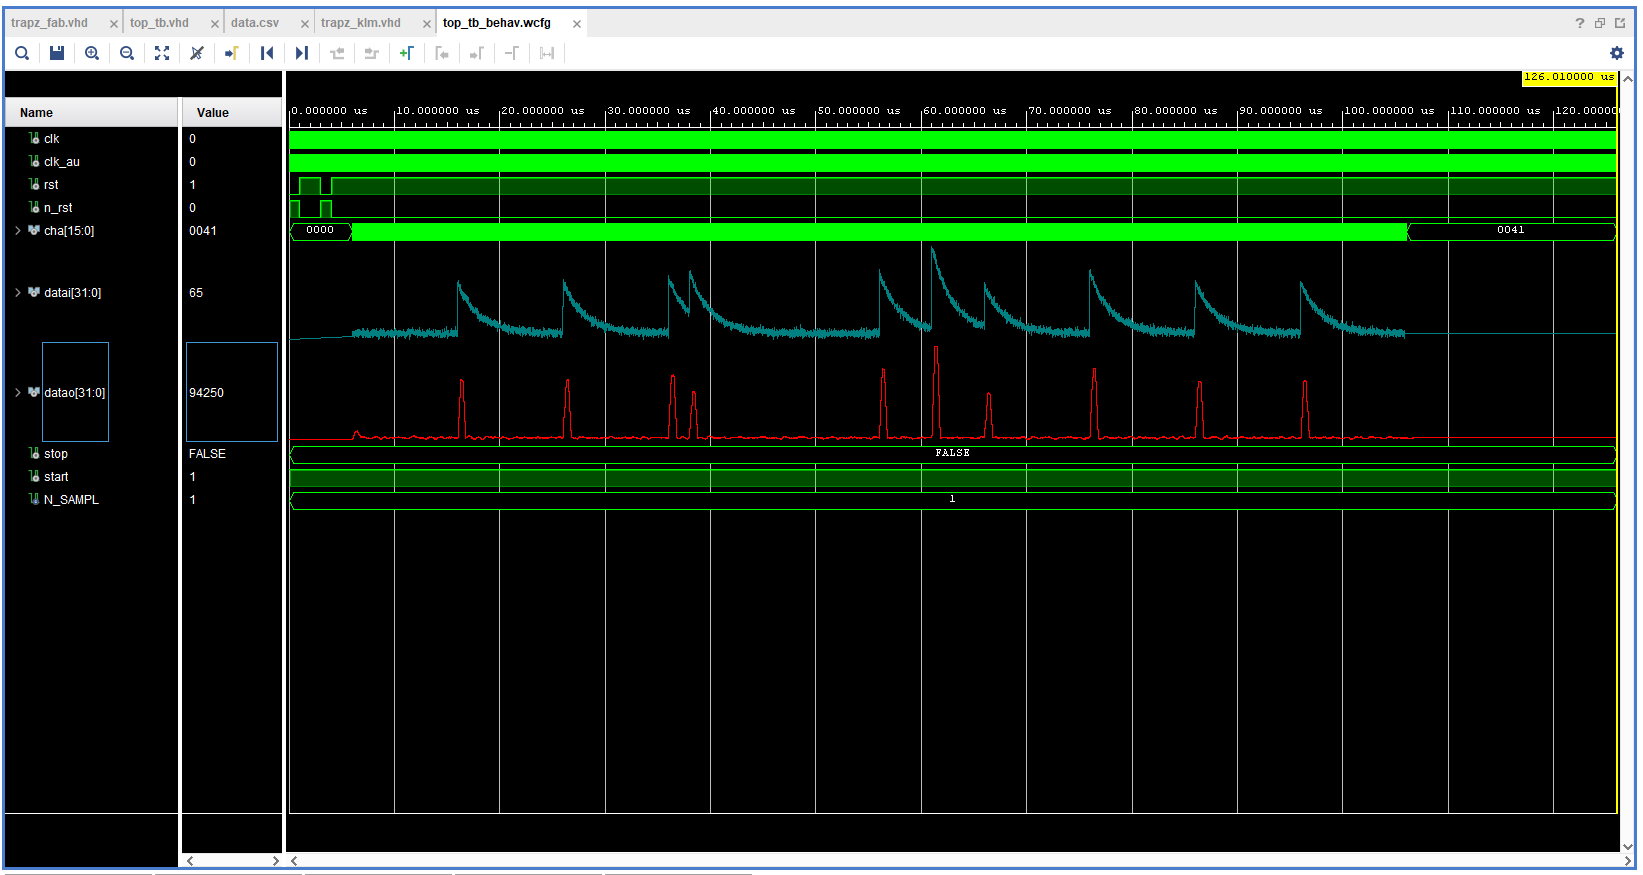 trapz_fab.vhd × top_tb.vhd × data.csv × trapz_klm.vhd × top_tb_behav.wcfg ×
126.010000 us
Name Value
0.000000 us 10.000000 us 20.000000 us 30.000000 us 40.000000 us 50.000000 us 60.000000 us 70.000000 us 80.000000 us 90.000000 us 100.000000 us 110.000000 us 120.00000
clk 0
clk_au 0
rst 1
n_rst 0
cha[15:0] 0041 0000 0041
datai[31:0] 65
datao[31:0] 94250
stop FALSE FALSE
start 1
N_SAMPL 1 1